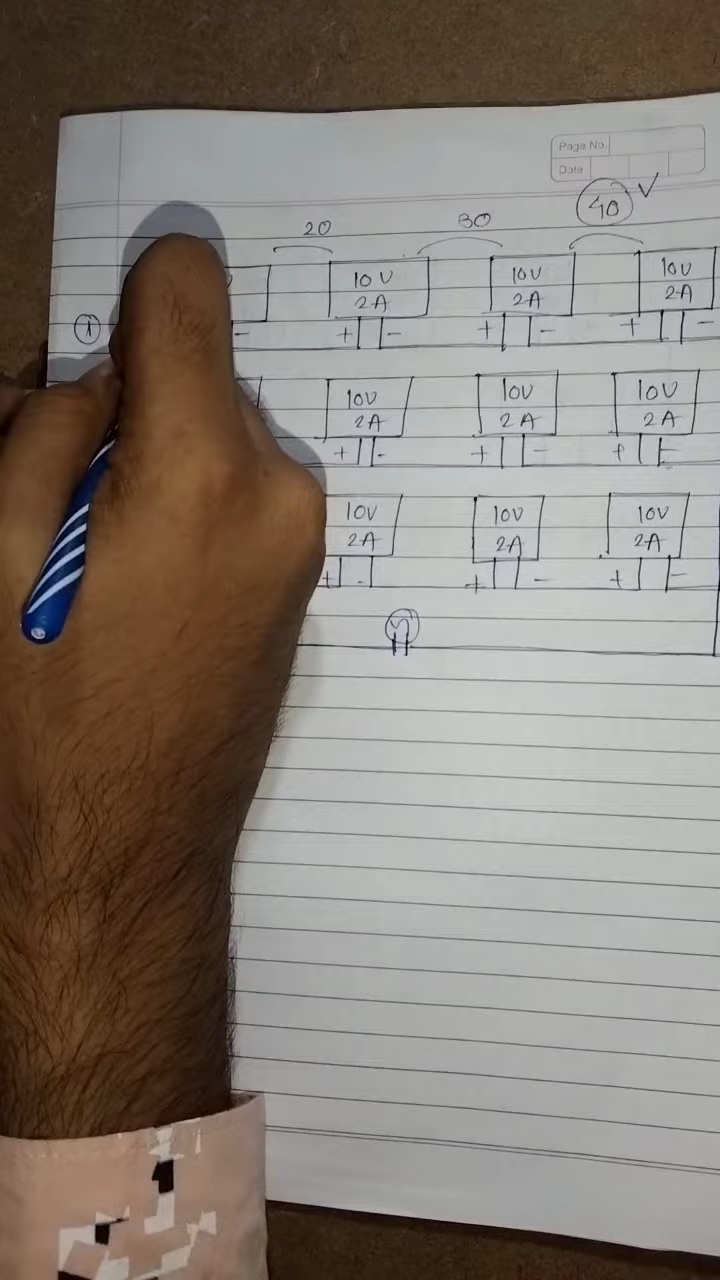 Page No.
Date
20 30 40 ✓
10V 10V 10V
2A 2A 2A
+ - + - + - + -
10V 10V 10V
2A 2A 2A
+ - + - + -
10V 10V 10V
2A 2A 2A
+ - + - + -